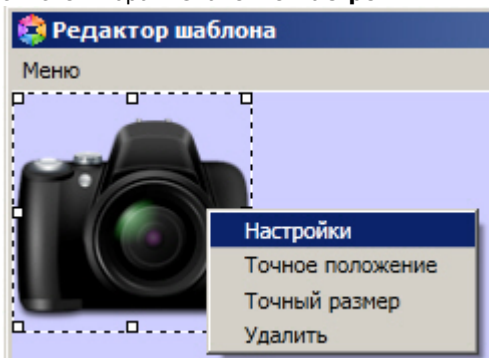 Редактор шаблона
Меню
Настройки
Точное положение
Точный размер
Удалить